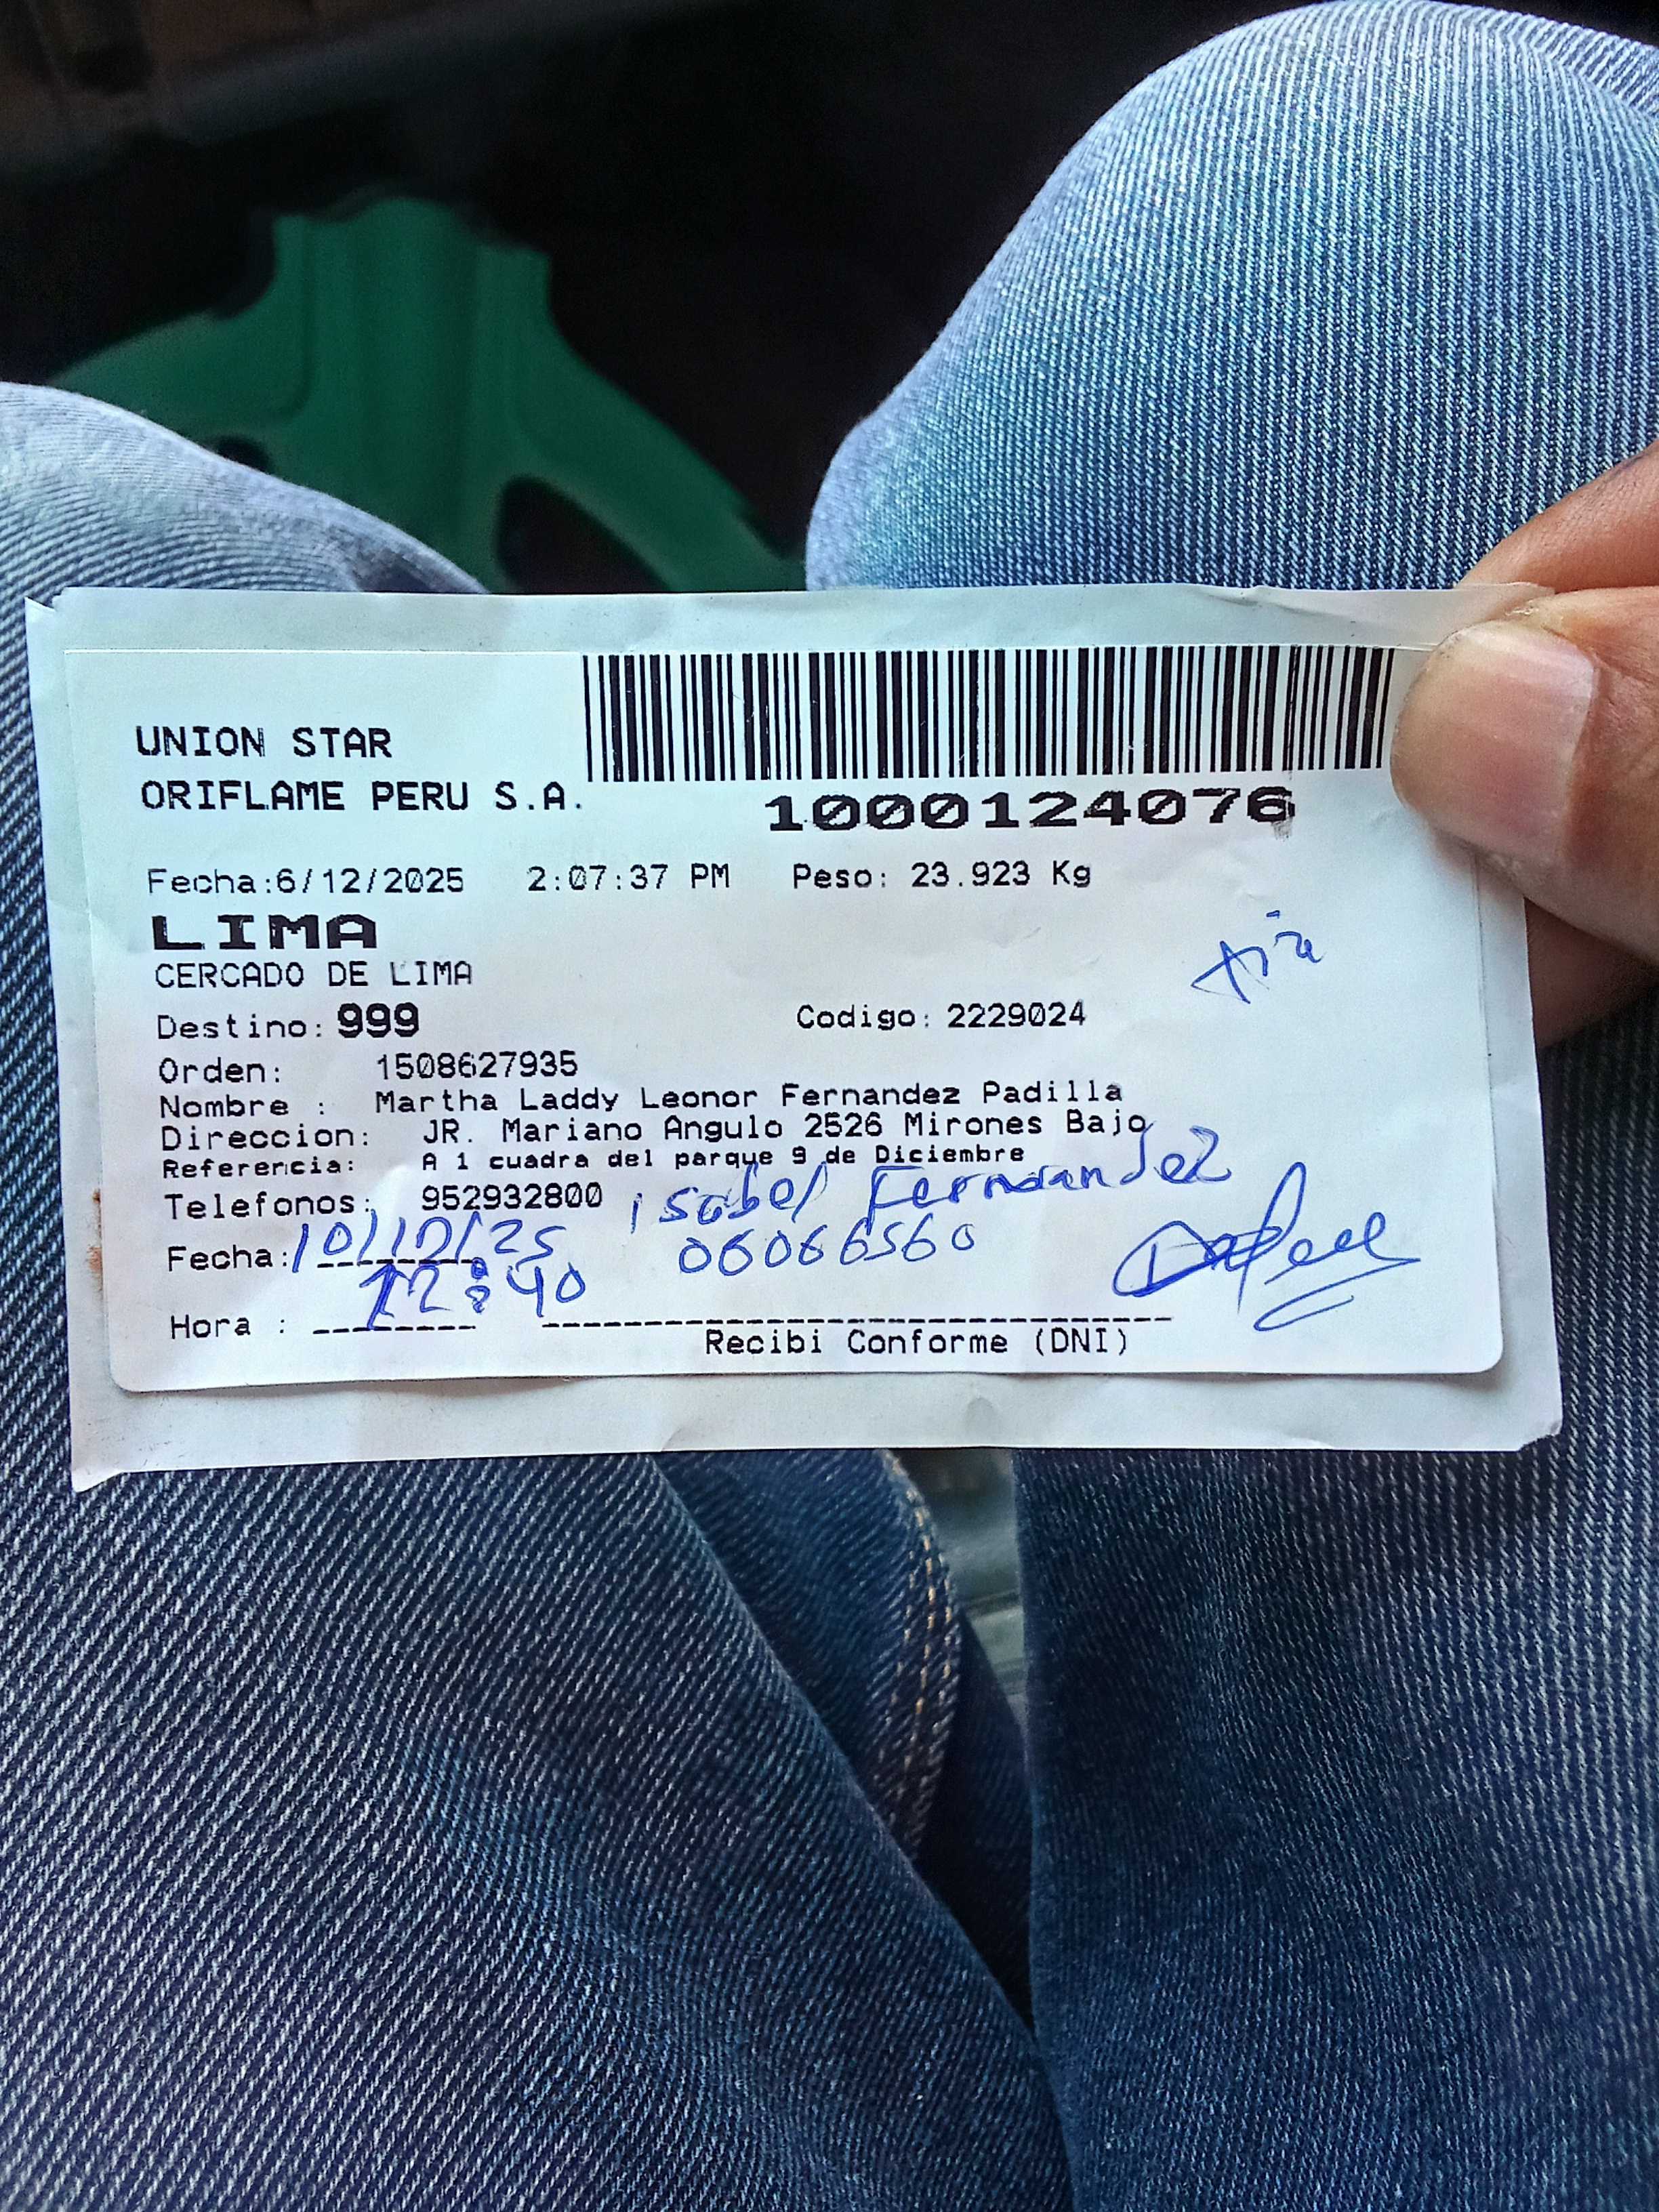 UNION STAR
ORIFLAME PERU S.A.
1000124076
Fecha:6/12/2025 2:07:37 PM Peso: 23.923 Kg
LIMA
CERCADO DE LIMA
tia
Destino: 999 Codigo: 2229024
Orden: 1508627935
Nombre : Martha Laddy Leonor Fernandez Padilla
Direccion: JR. Mariano Angulo 2526 Mirones Bajo
Referencia: A 1 cuadra del parque 9 de Diciembre
Telefonos: 952932800 isabel Fernandez
Fecha: 10/12/25 06066560
Hora : 12:40
Recibi Conforme (DNI)